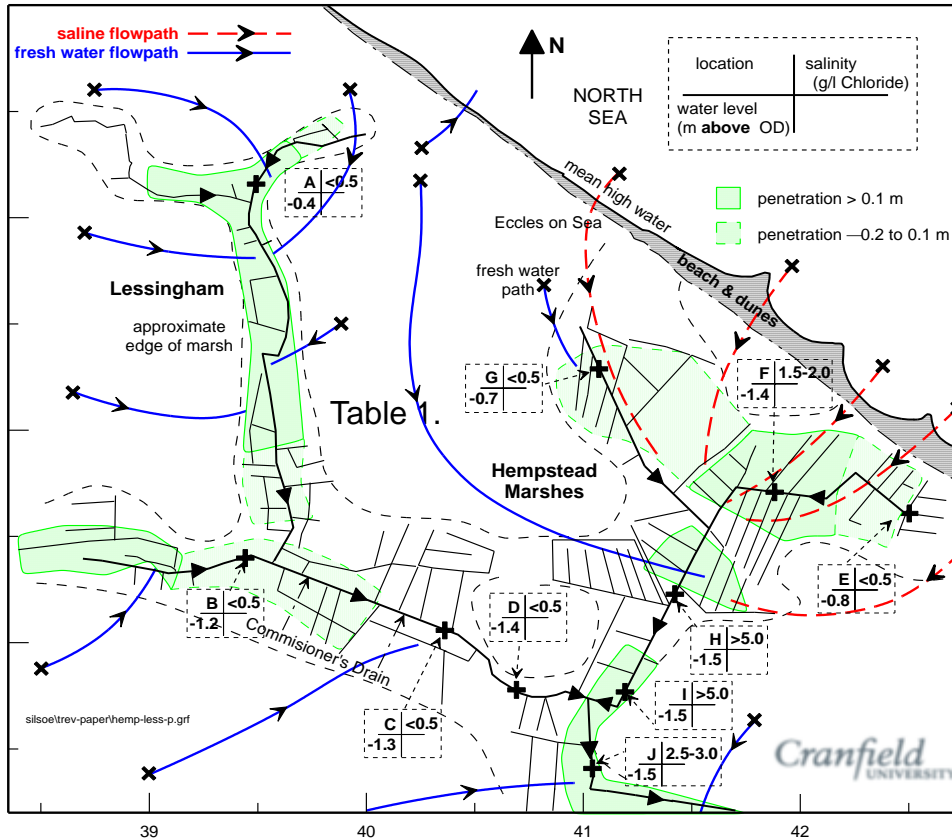 saline flowpath
fresh water flowpath
N
NORTH
SEA
location
salinity
(g/l Chloride)
water level
(m above OD)
mean high water
Eccles on Sea
beach & dunes
penetration > 0.1 m
penetration —0.2 to 0.1 m
A <0.5
-0.4
Lessingham
approximate
edge of marsh
fresh water
path
G <0.5
-0.7
F 1.5-2.0
-1.4
Table 1.
Hempstead
Marshes
B <0.5
-1.2
D <0.5
-1.4
E <0.5
-0.8
Commisioner's Drain
H >5.0
-1.5
C <0.5
-1.3
I >5.0
-1.5
J 2.5-3.0
-1.5
silsoe\trev-paper\hemp-less-p.grf
Cranfield
UNIVERSITY
39 40 41 42